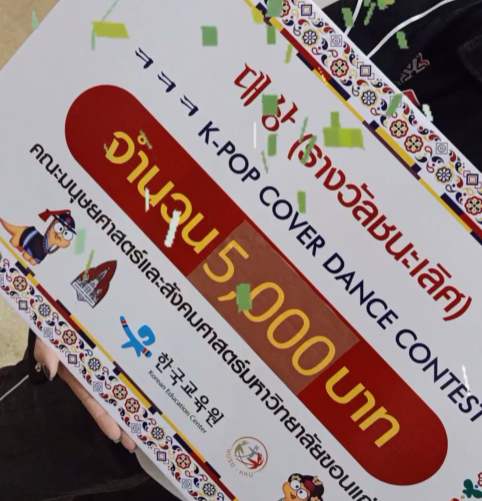 대상 (รางวัลชนะเลิศ)
ㅋㅋㅋ K-POP COVER DANCE CONTEST
จำนวน 5,000 บาท
คณะมนุษยศาสตร์และสังคมศาสตร์มหาวิทยาลัยขอนแก่น
한국교육원
Korean Education Center